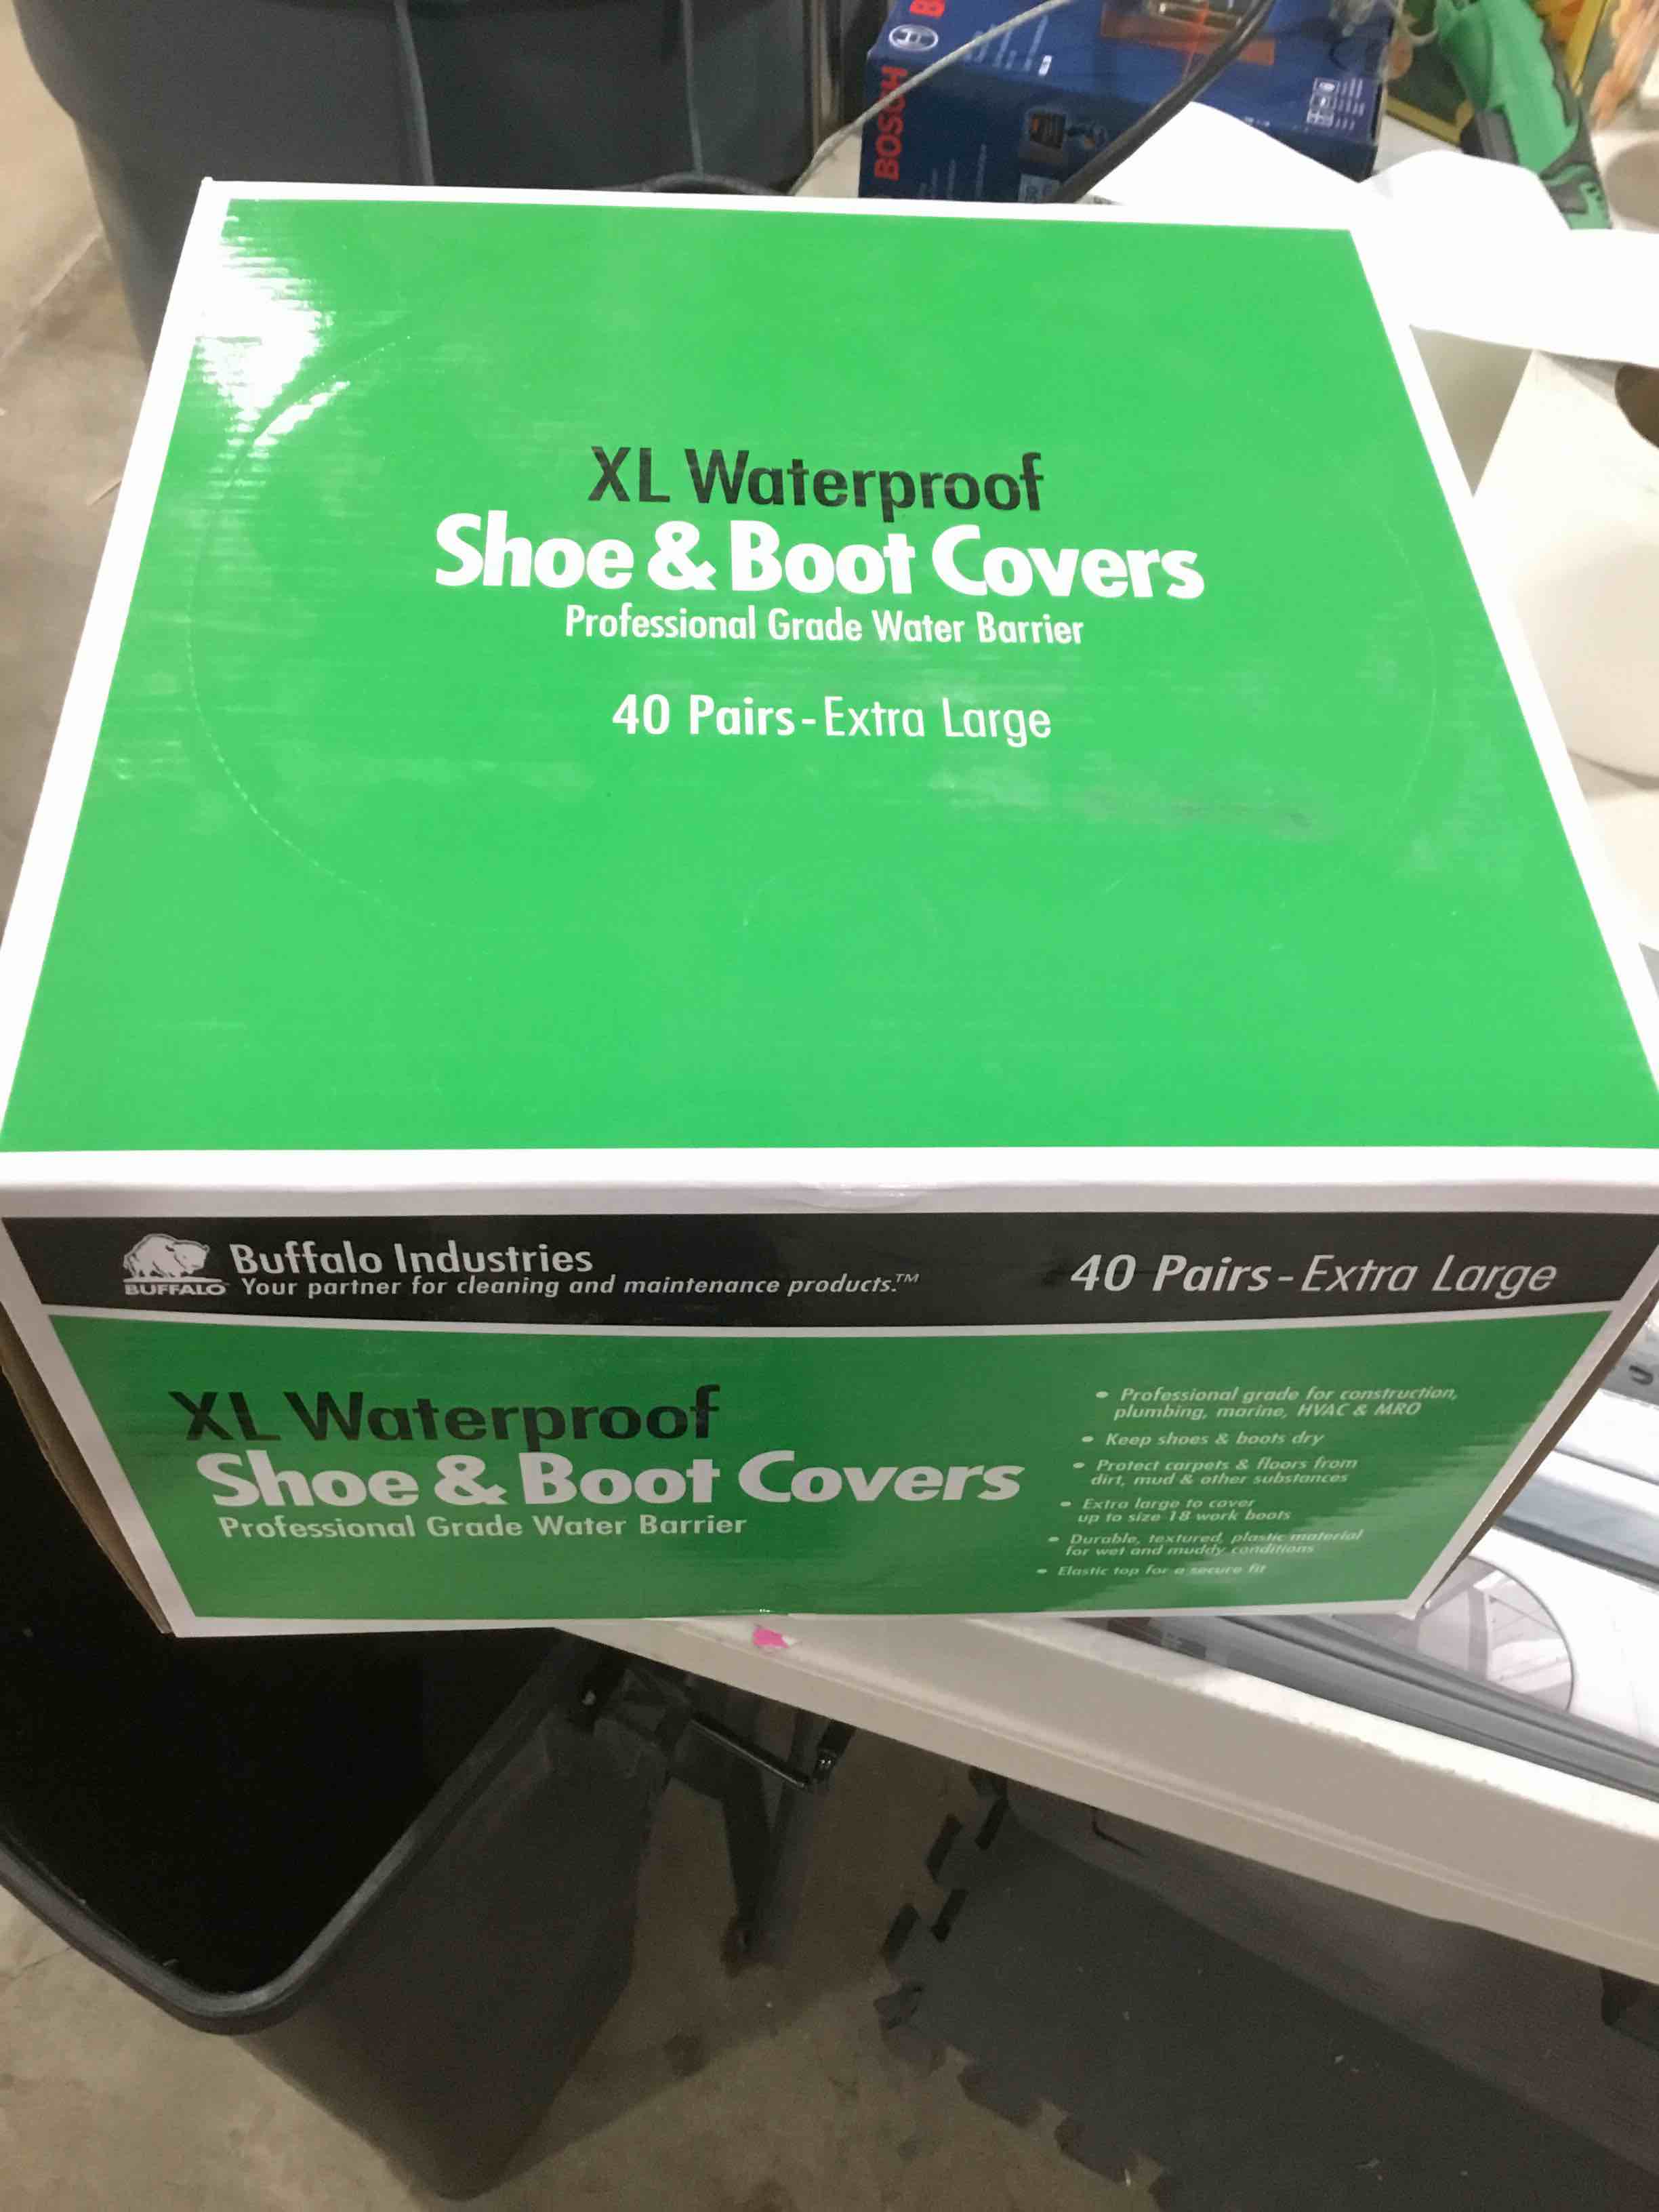 BOSCH
XL Waterproof
Shoe & Boot Covers
Professional Grade Water Barrier
40 Pairs - Extra Large
BUFFALO
Buffalo Industries
Your partner for cleaning and maintenance products.™
40 Pairs - Extra Large
XL Waterproof
Shoe & Boot Covers
Professional Grade Water Barrier
• Professional grade for construction,
plumbing, marine, HVAC & MRO
• Keep shoes & boots dry
• Protect carpets & floors from
dirt, mud & other substances
• Extra large to cover
up to size 18 work boots
• Durable, textured, plastic material
for wet and muddy conditions
• Elastic top for a secure fit